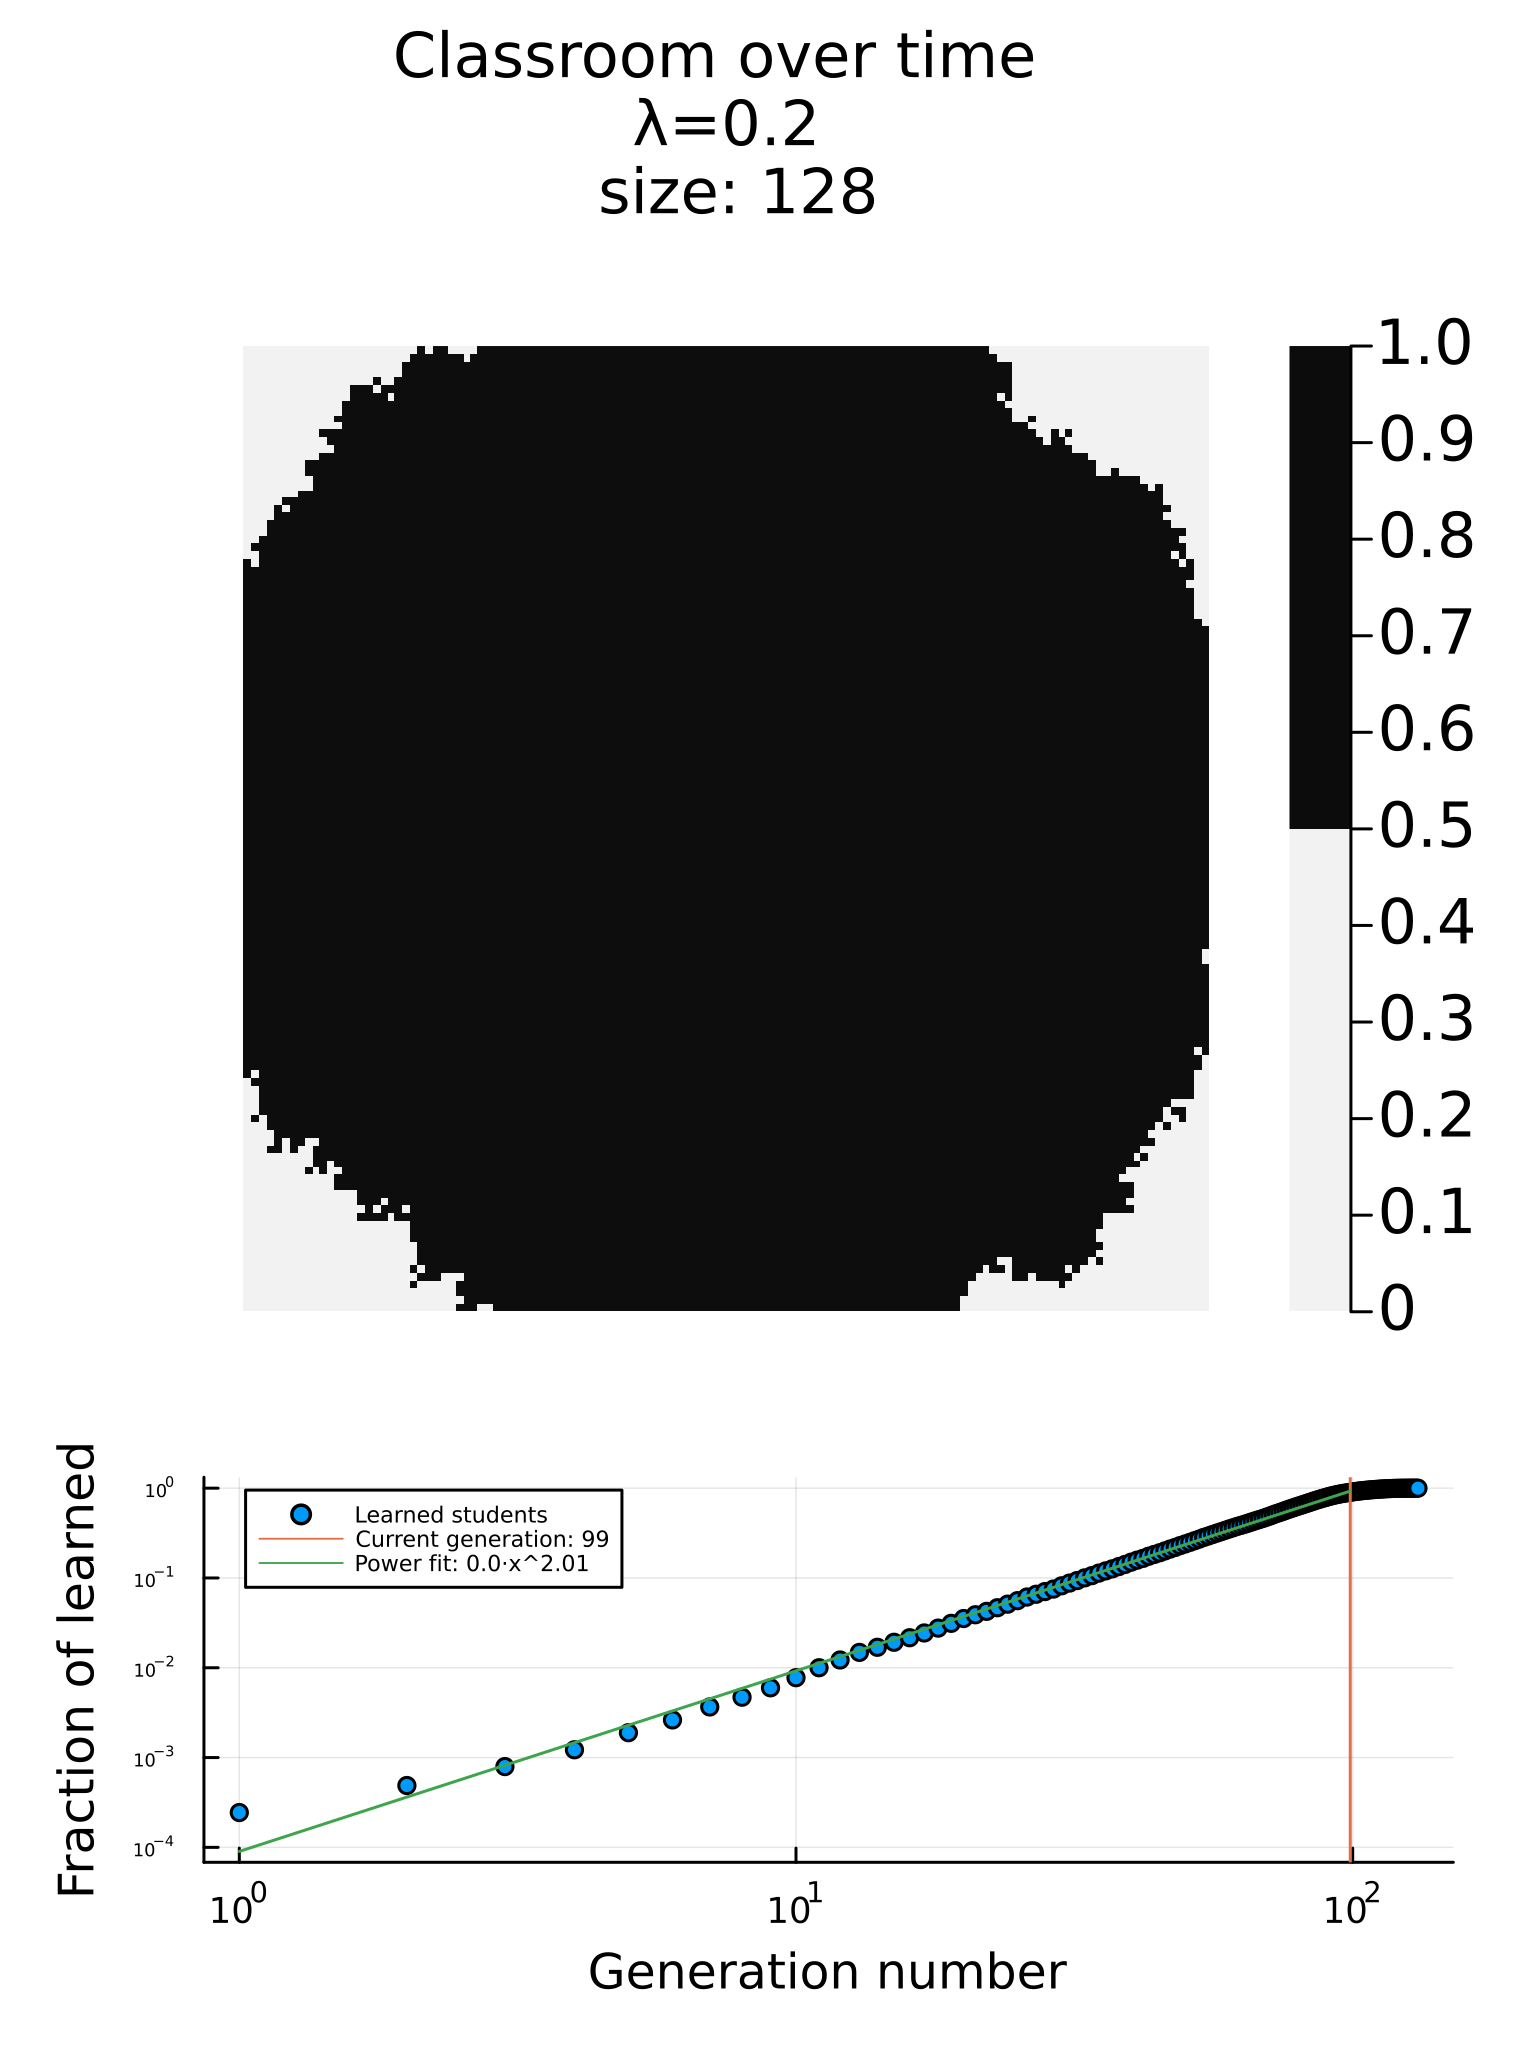 Classroom over time
λ=0.2
size: 128
1.0
0.9
0.8
0.7
0.6
0.5
0.4
0.3
0.2
0.1
0
Fraction of learned
10^0
10^-1
10^-2
10^-3
10^-4
Learned students
Current generation: 99
Power fit: 0.0·x^2.01
10^0
10^1
10^2
Generation number